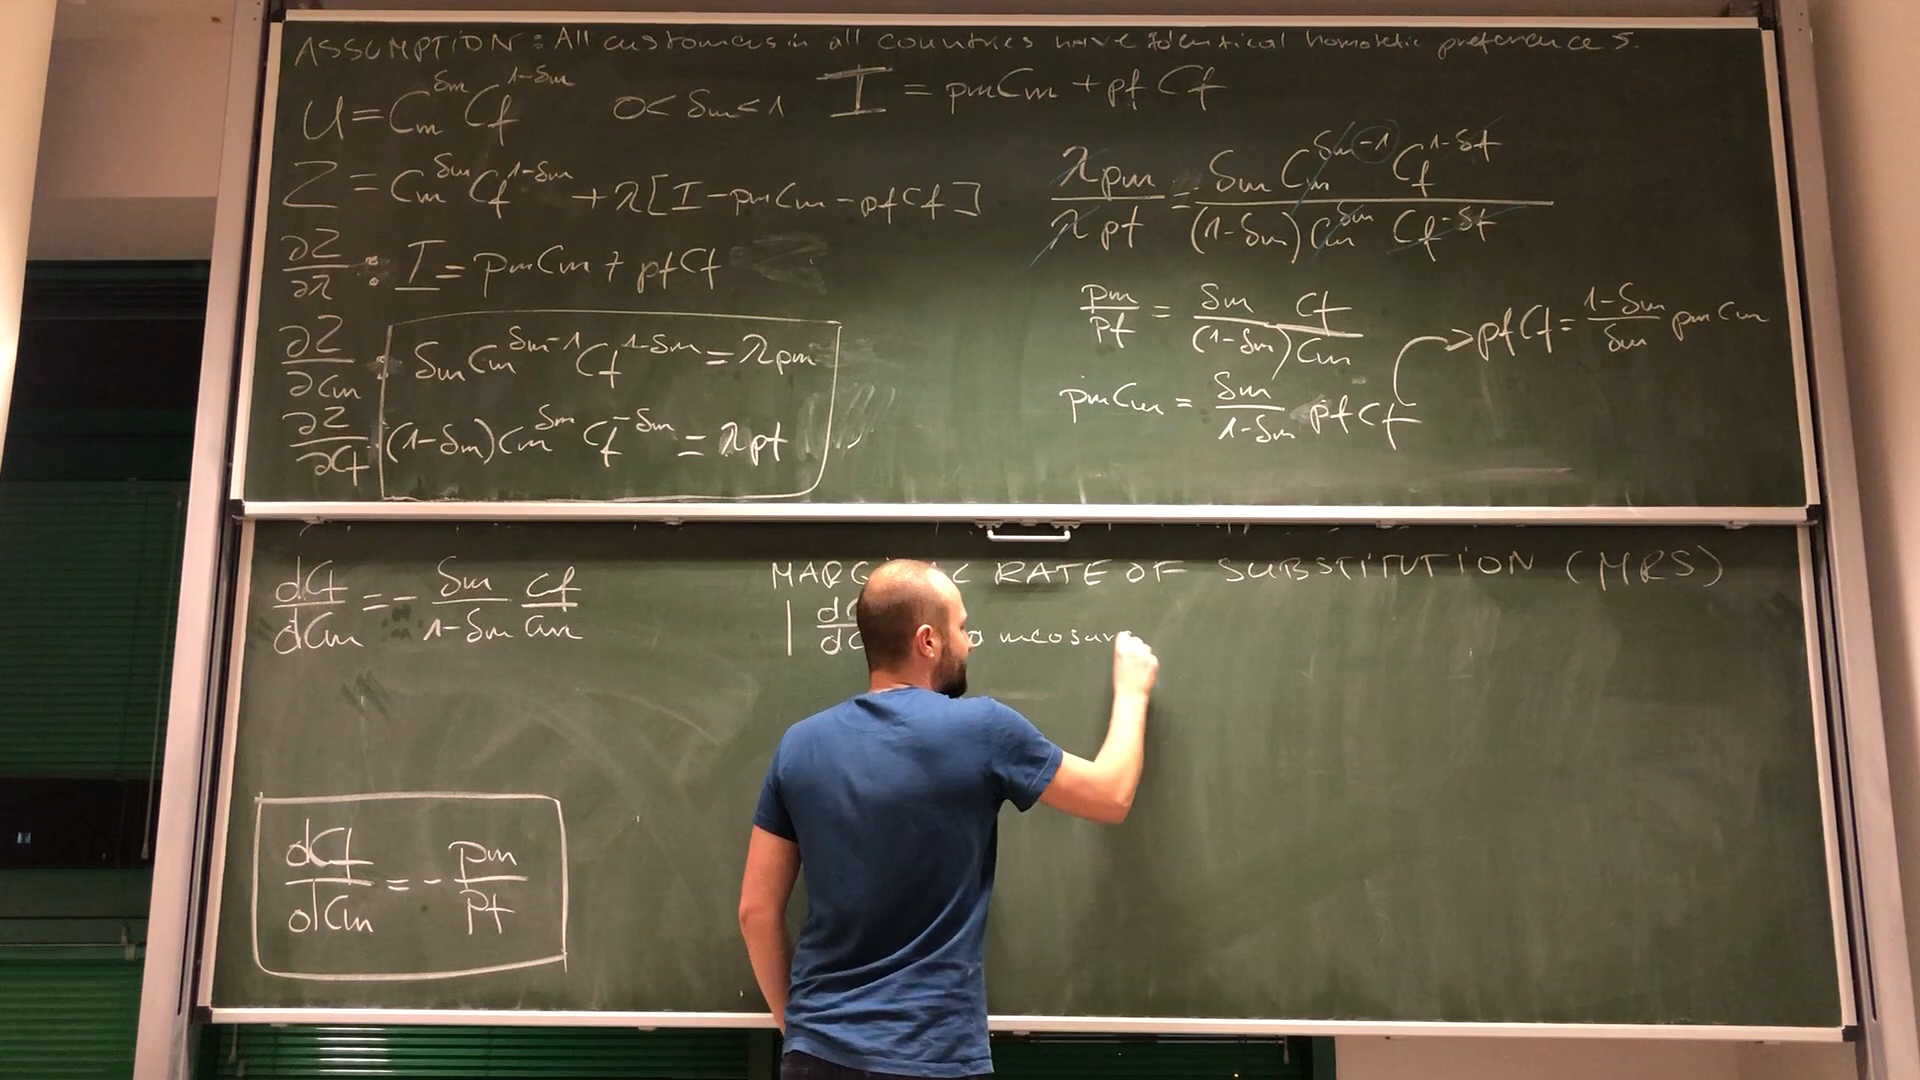 ASSUMPTION: All customers in all countries have identical homotetic preferences.
U = Cm^δm Cf^1-δm   0 < δm < 1   I = pmCm + pfCf
Z = Cm^δm Cf^1-δm + λ[I - pmCm - pfCf]
∂Z/∂λ : I = pmCm + pfCf
∂Z/∂Cm : δm Cm^δm-1 Cf^1-δm = λpm
∂Z/∂Cf (1-δm) Cm^δm Cf^-δm = λpf
λpm/λpf = δm Cm^δm-1 Cf^1-δf / (1-δm) Cm^δm Cf^-δf
pm/pf = δm Cf / (1-δm) Cm
→ pfCf = 1-δm/δm pmCm
pmCm = δm/1-δm pfCf
dCf/dCm = - δm/1-δm Cf/Cm
dCf/dCm = - pm/pf
RATE OF SUBSTITUTION (MRS)